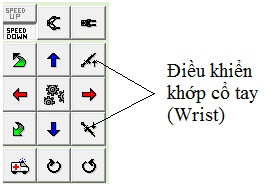 SPEED
UP
SPEED
DOWN
Điều khiển
khớp cổ tay
(Wrist)